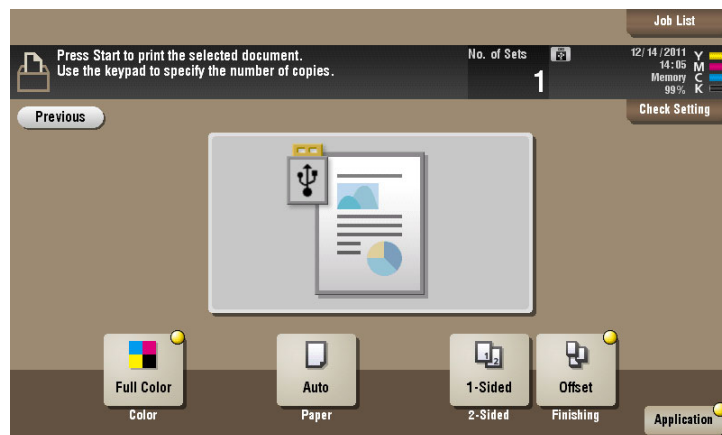 Job List
Press Start to print the selected document.
Use the keypad to specify the number of copies.
No. of Sets
1
12/14/2011
14:05
Memory
99%
Y
M
C
K
Previous
Check Setting
1 2
Full Color
Auto
1-Sided
Offset
Color
Paper
2-Sided
Finishing
Application